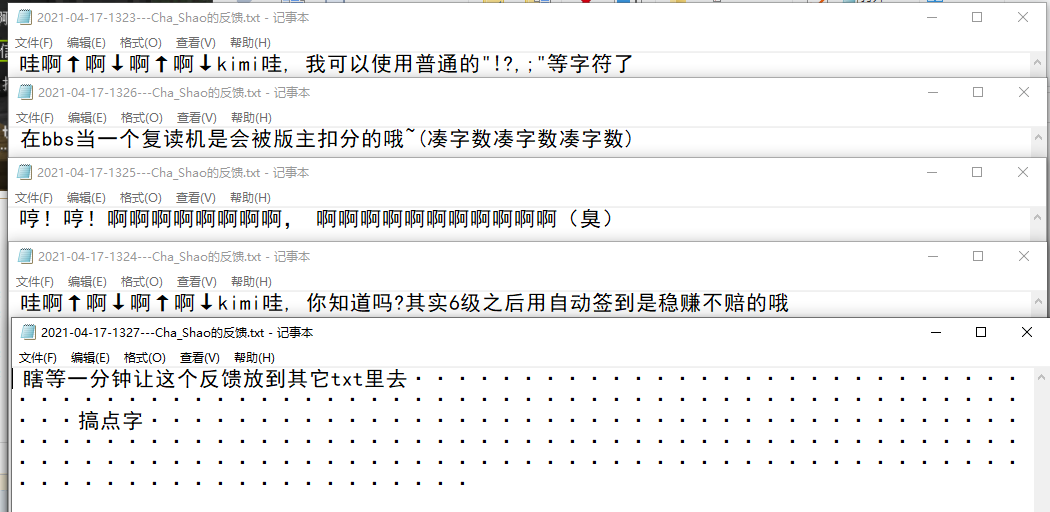 2021-04-17-1323---Cha_Shao的反馈.txt - 记事本
文件(F) 编辑(E) 格式(O) 查看(V) 帮助(H)
哇啊↑啊↓啊↑啊↓kimi哇, 我可以使用普通的"!?,;"等字符了
2021-04-17-1326---Cha_Shao的反馈.txt - 记事本
文件(F) 编辑(E) 格式(O) 查看(V) 帮助(H)
在bbs当一个复读机是会被版主扣分的哦~(凑字数凑字数凑字数)
2021-04-17-1325---Cha_Shao的反馈.txt - 记事本
文件(F) 编辑(E) 格式(O) 查看(V) 帮助(H)
哼！哼！啊啊啊啊啊啊啊啊， 啊啊啊啊啊啊啊啊啊啊啊（臭）
2021-04-17-1324---Cha_Shao的反馈.txt - 记事本
文件(F) 编辑(E) 格式(O) 查看(V) 帮助(H)
哇啊↑啊↓啊↑啊↓kimi哇, 你知道吗?其实6级之后用自动签到是稳赚不赔的哦
2021-04-17-1327---Cha_Shao的反馈.txt - 记事本
文件(F) 编辑(E) 格式(O) 查看(V) 帮助(H)
瞎等一分钟让这个反馈放到其它txt里去····························
··············································
···搞点字········································
··············································
··············································
·····················